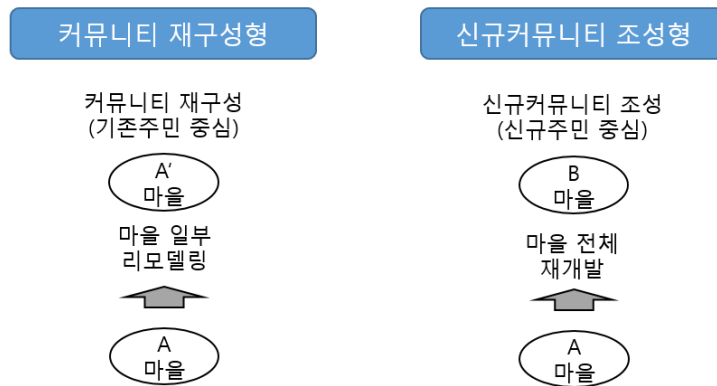 커뮤니티 재구성형
커뮤니티 재구성
(기존주민 중심)
A'
마을
마을 일부
리모델링
A
마을
신규커뮤니티 조성형
신규커뮤니티 조성
(신규주민 중심)
B
마을
마을 전체
재개발
A
마을